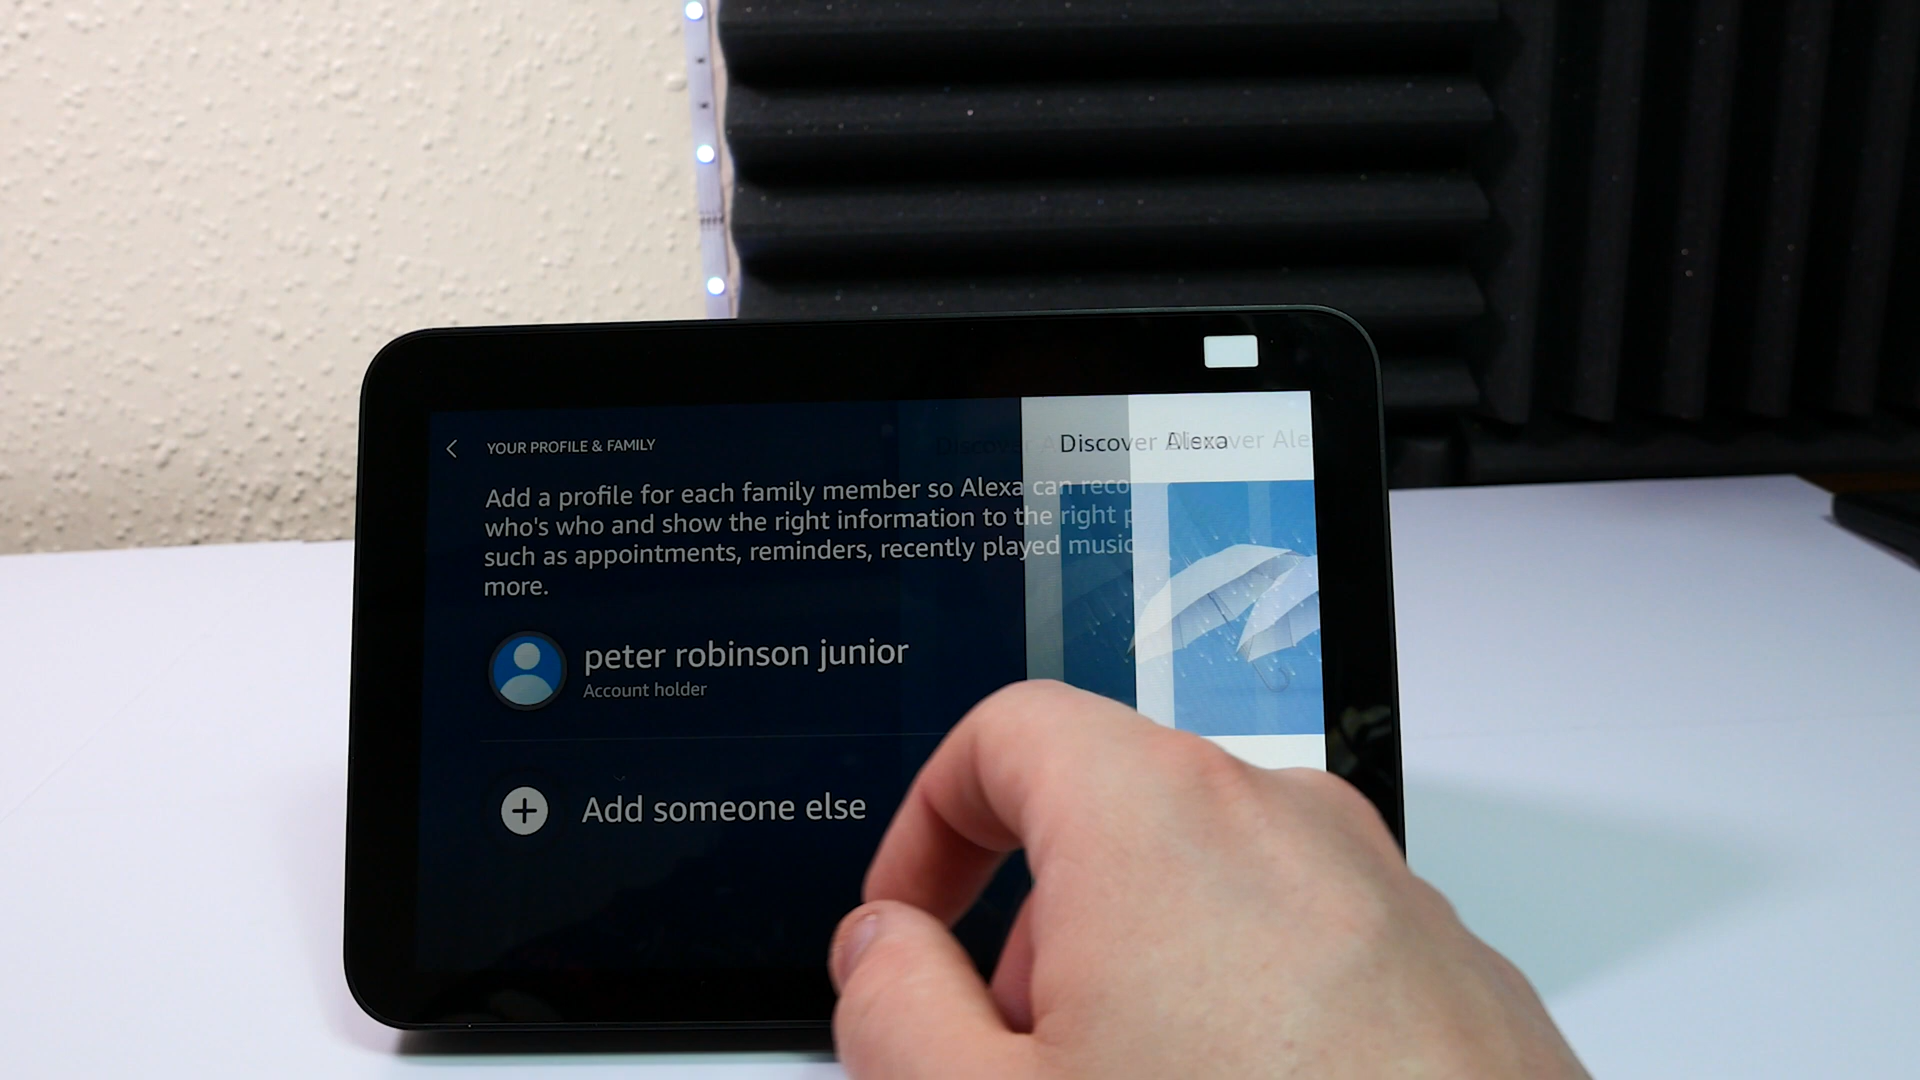 YOUR PROFILE & FAMILY
Discover Alexa
Add a profile for each family member so Alexa can reco
who's who and show the right information to the right p
such as appointments, reminders, recently played music
more.
peter robinson junior
Account holder
Add someone else